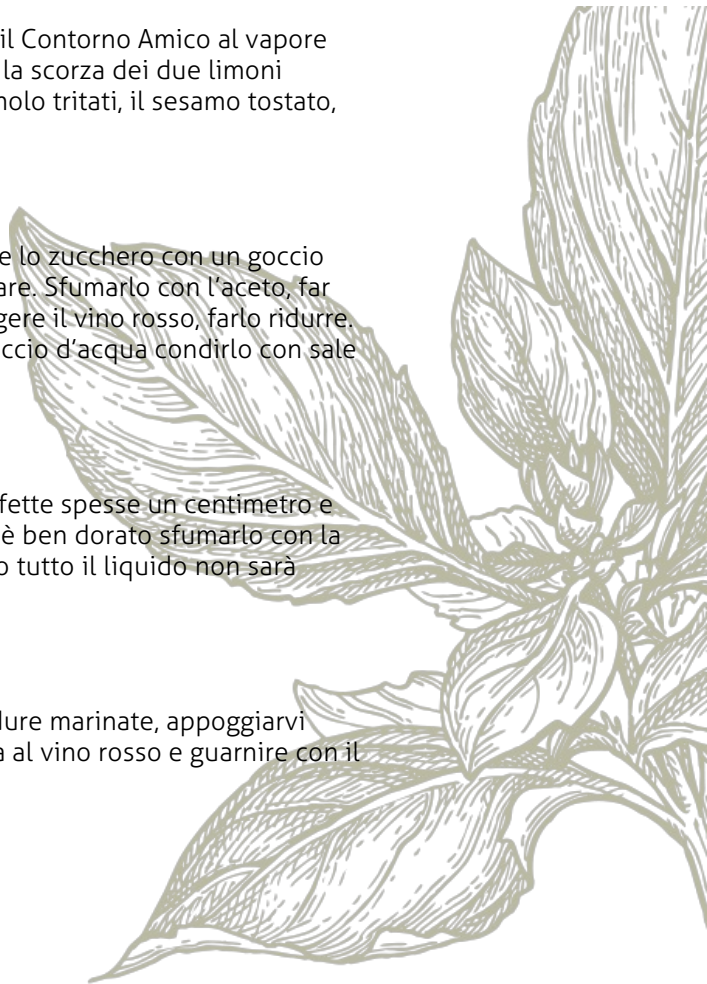 il Contorno Amico al vapore
la scorza dei due limoni
nolo tritati, il sesamo tostato,
e lo zucchero con un goccio
are. Sfumarlo con l'aceto, far
gere il vino rosso, farlo ridurre.
ccio d'acqua condirlo con sale
fette spesse un centimetro e
è ben dorato sfumarlo con la
o tutto il liquido non sarà
dure marinate, appoggiarvi
a al vino rosso e guarnire con il